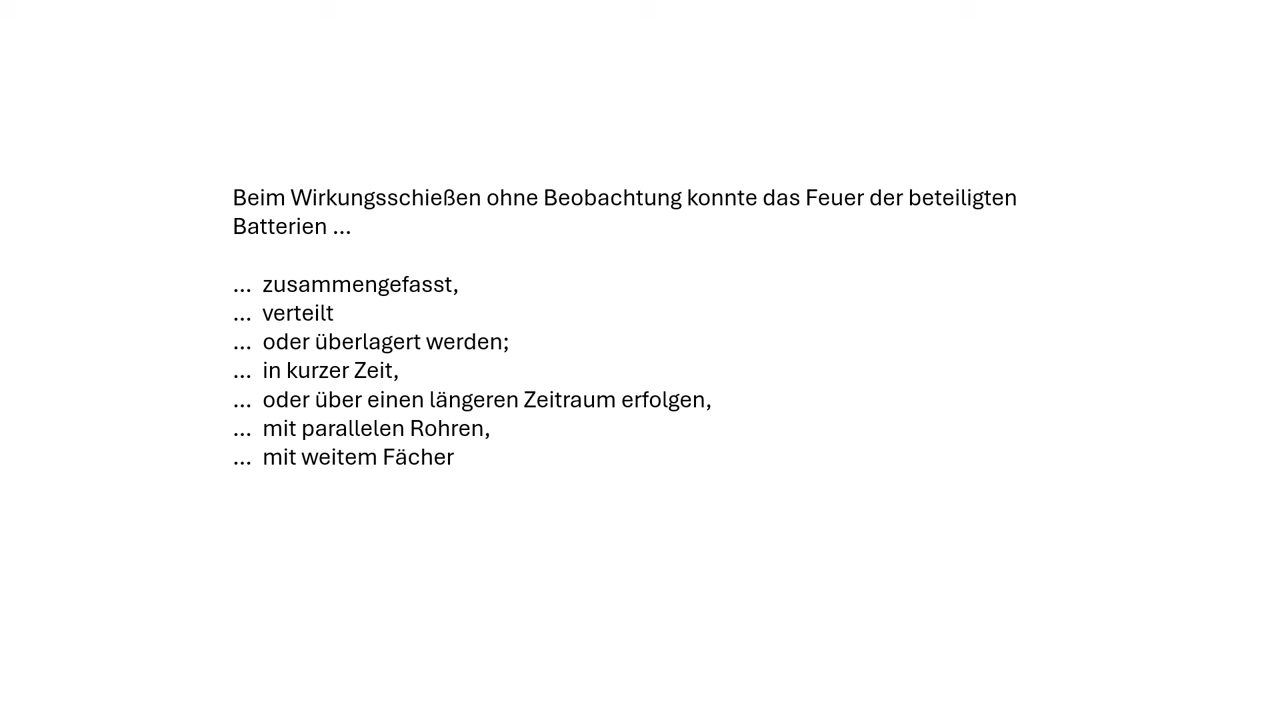 Beim Wirkungsschießen ohne Beobachtung konnte das Feuer der beteiligten
Batterien ...
... zusammengefasst,
... verteilt
... oder überlagert werden;
... in kurzer Zeit,
... oder über einen längeren Zeitraum erfolgen,
... mit parallelen Rohren,
... mit weitem Fächer